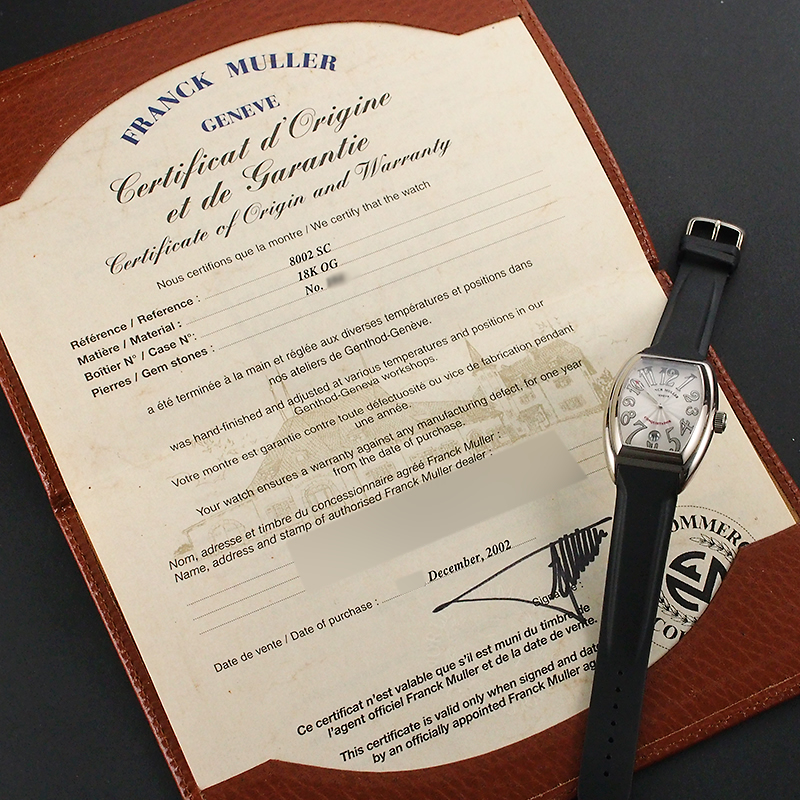 FRANCK MULLER
GENEVE
Certificat d'Origine
et de Garantie
Certificate of Origin and Warranty
Nous certifions que la montre / We certify that the watch
Référence / Reference : 8002 SC
Matière / Material : 18K OG
Boîtier N° / Case N°: No.
Pierres / Gem stones :
a été terminée à la main et réglée aux diverses températures et positions dans
nos ateliers de Genthod-Genève.
was hand-finished and adjusted at various temperatures and positions in our
Genthod-Geneva workshops.
Votre montre est garantie contre toute défectuosité ou vice de fabrication pendant
une année.
Your watch ensures a warranty against any manufacturing defect, for one year
from the date of purchase.
Nom, adresse et timbre du concessionnaire agréé Franck Muller :
Name, address and stamp of authorised Franck Muller dealer :
Date de vente / Date of purchase : December, 2002
Signature :
Ce certificat n'est valable que s'il est muni du timbre de
l'agent officiel Franck Muller et de la date de vente.
This certificate is valid only when signed and date
by an officially appointed Franck Muller ag
OMMER
CO
FRANCK MULLER
GENEVE